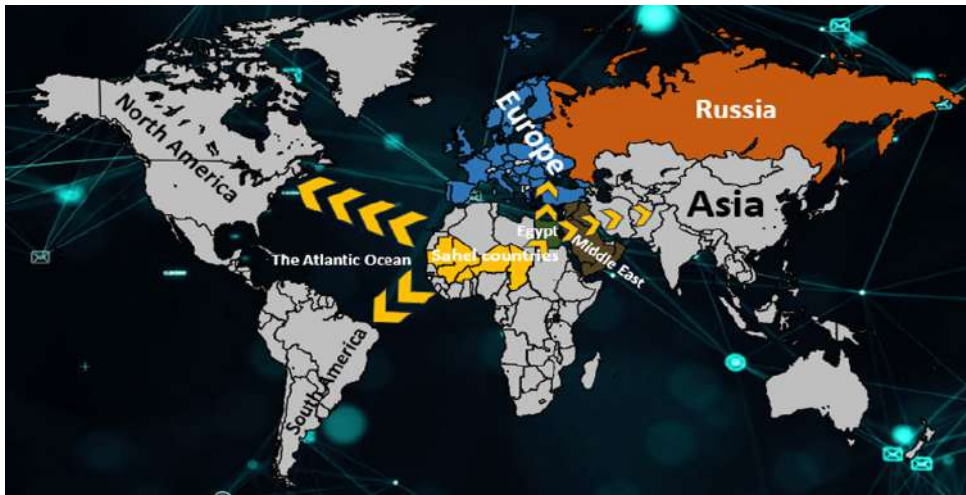 North America
Europe
Russia
Asia
Egypt
Middle East
Sahel countries
The Atlantic Ocean
South America